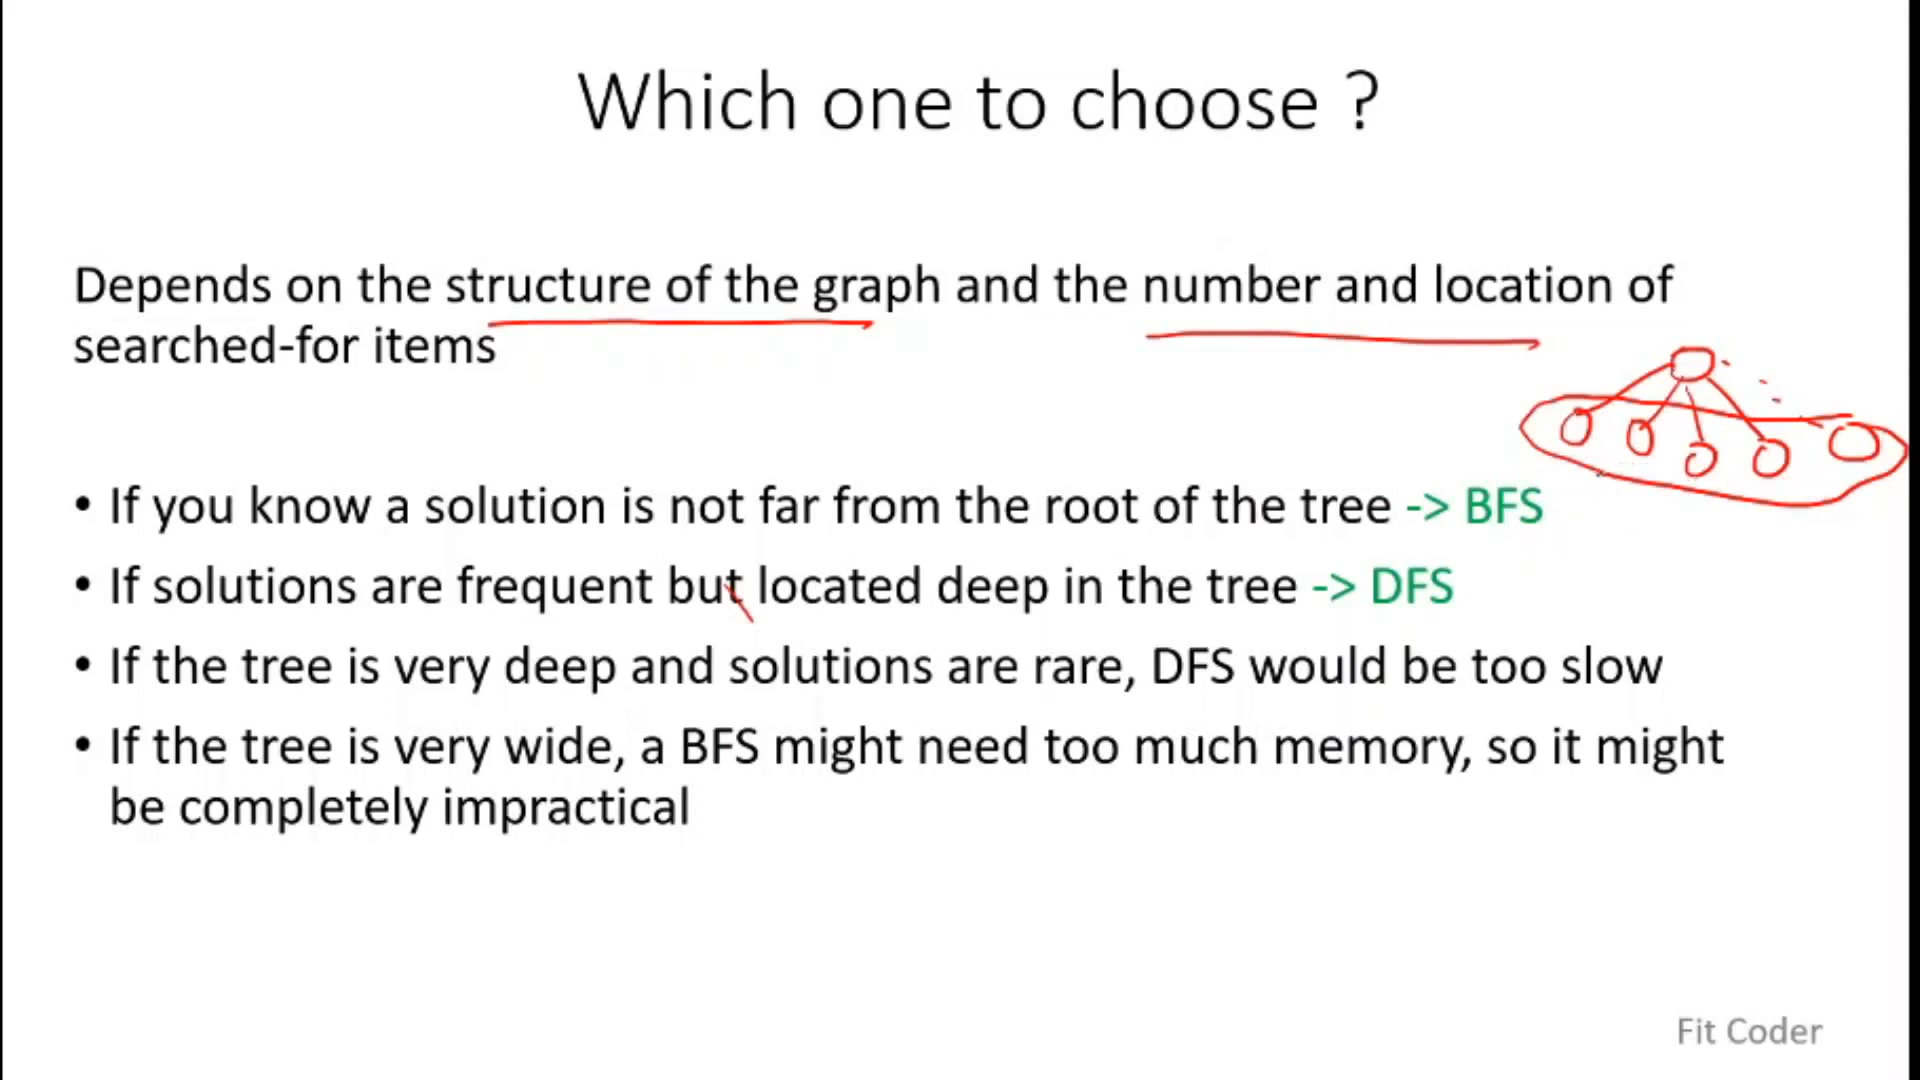 Which one to choose ?
Depends on the structure of the graph and the number and location of
searched-for items
• If you know a solution is not far from the root of the tree -> BFS
• If solutions are frequent but located deep in the tree -> DFS
• If the tree is very deep and solutions are rare, DFS would be too slow
• If the tree is very wide, a BFS might need too much memory, so it might
be completely impractical
Fit Coder